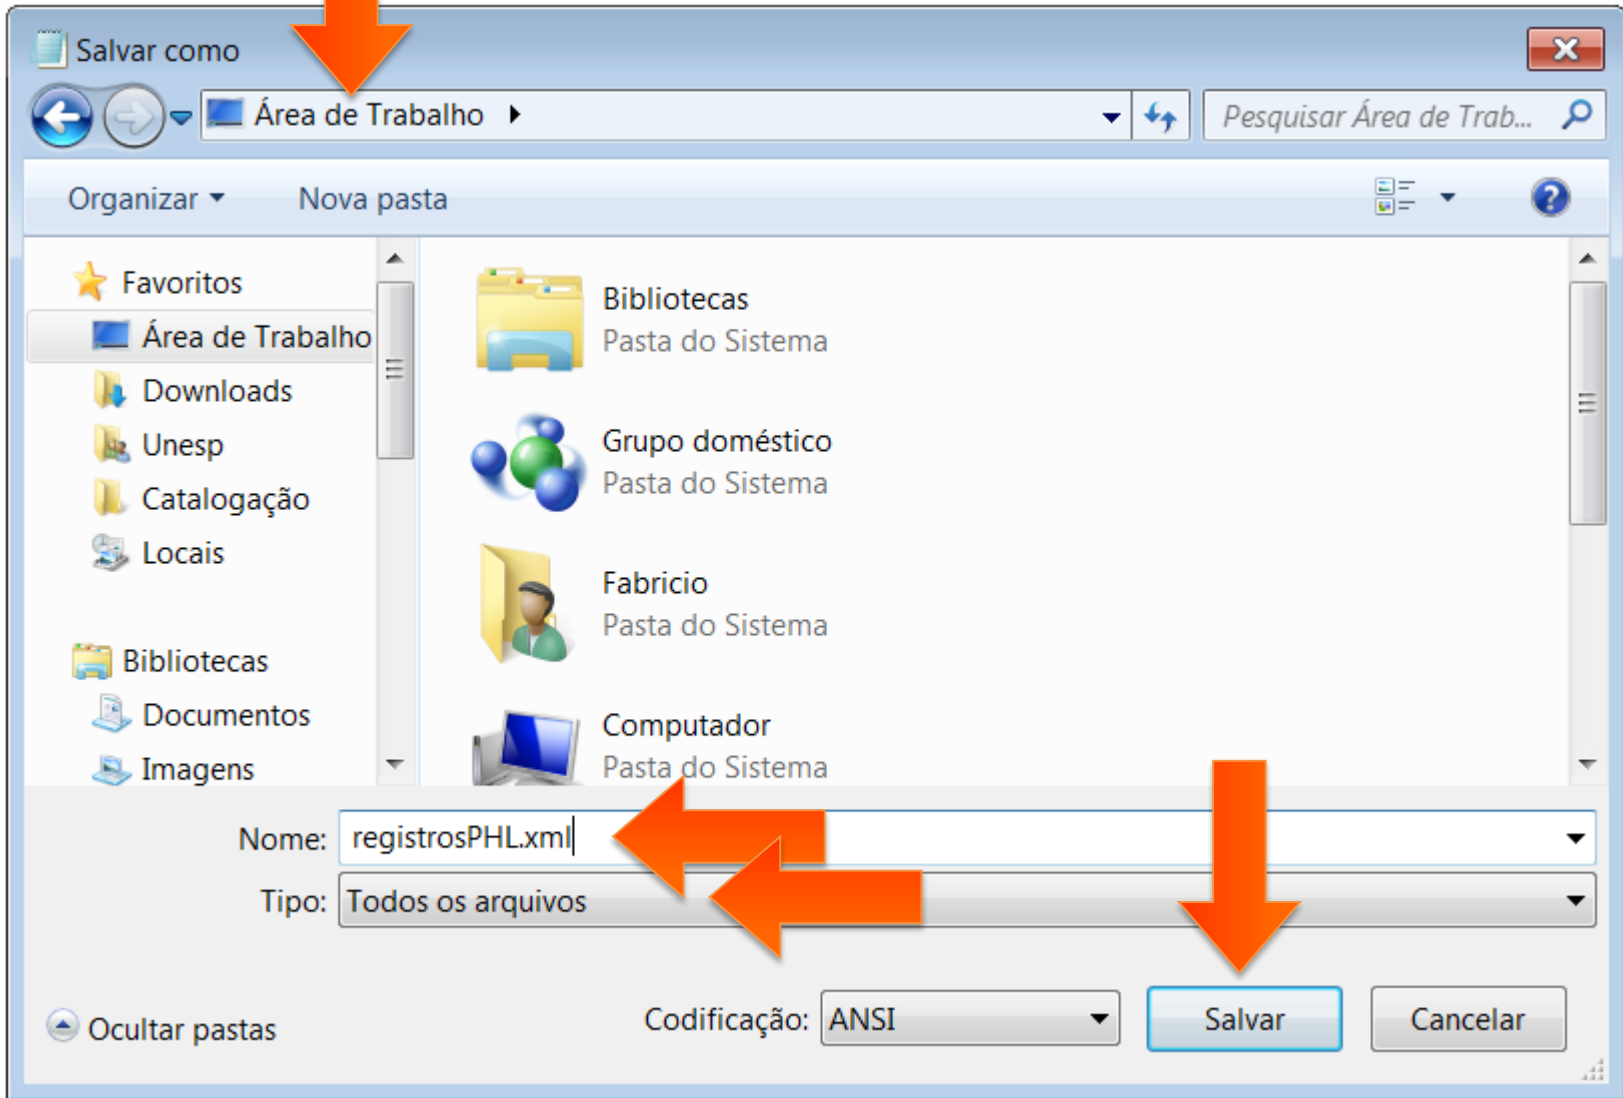 Salvar como
Área de Trabalho
Pesquisar Área de Trab...
Organizar
Nova pasta
Favoritos
Área de Trabalho
Downloads
Unesp
Catalogação
Locais
Bibliotecas
Documentos
Imagens
Bibliotecas
Pasta do Sistema
Grupo doméstico
Pasta do Sistema
Fabricio
Pasta do Sistema
Computador
Pasta do Sistema
Nome: registrosPHL.xml
Tipo: Todos os arquivos
Ocultar pastas
Codificação: ANSI
Salvar
Cancelar